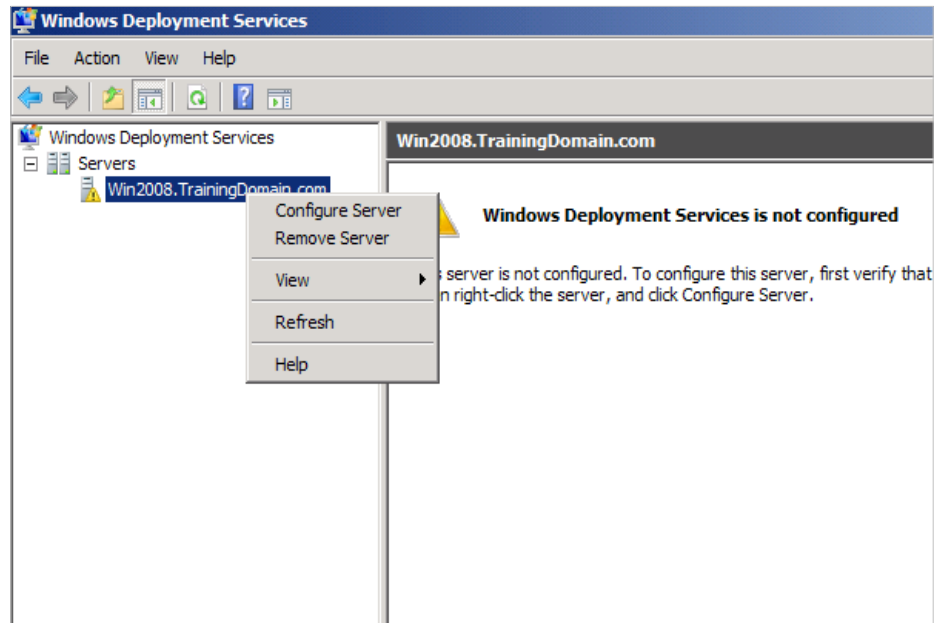 Windows Deployment Services
File Action View Help
Windows Deployment Services
Servers
Win2008.TrainingDomain.com
Configure Server
Remove Server
View
Refresh
Help
Win2008.TrainingDomain.com
Windows Deployment Services is not configured
server is not configured. To configure this server, first verify that
right-click the server, and click Configure Server.